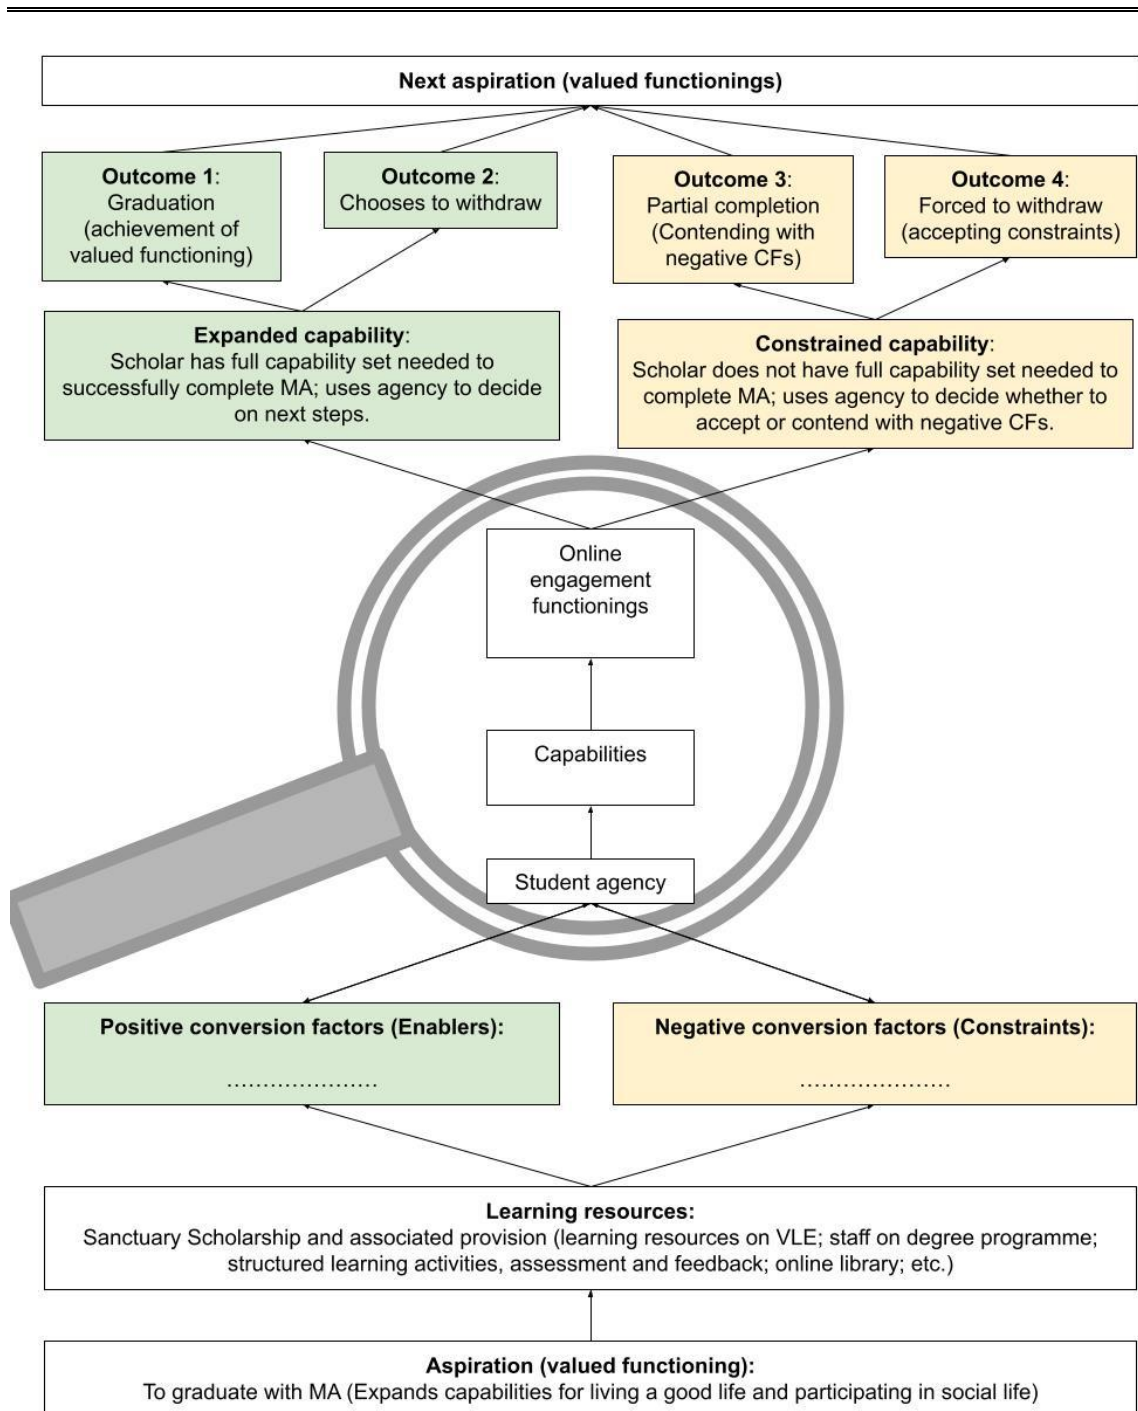 Next aspiration (valued functionings)
Outcome 1:
Graduation
(achievement of
valued functioning)
Outcome 2:
Chooses to withdraw
Outcome 3:
Partial completion
(Contending with
negative CFs)
Outcome 4:
Forced to withdraw
(accepting constraints)
Expanded capability:
Scholar has full capability set needed to
successfully complete MA; uses agency to decide
on next steps.
Constrained capability:
Scholar does not have full capability set needed to
complete MA; uses agency to decide whether to
accept or contend with negative CFs.
Online
engagement
functionings
Capabilities
Student agency
Positive conversion factors (Enablers):
.....................
Negative conversion factors (Constraints):
.....................
Learning resources:
Sanctuary Scholarship and associated provision (learning resources on VLE; staff on degree programme;
structured learning activities, assessment and feedback; online library; etc.)
Aspiration (valued functioning):
To graduate with MA (Expands capabilities for living a good life and participating in social life)